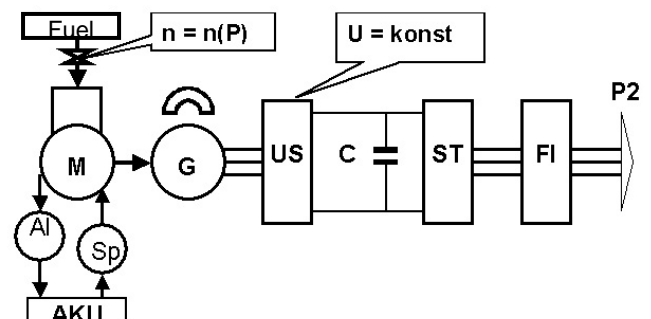 Fuel
n = n(P)
U = konst
P2
M
G
US
C
ST
FI
Al
Sp
AKU